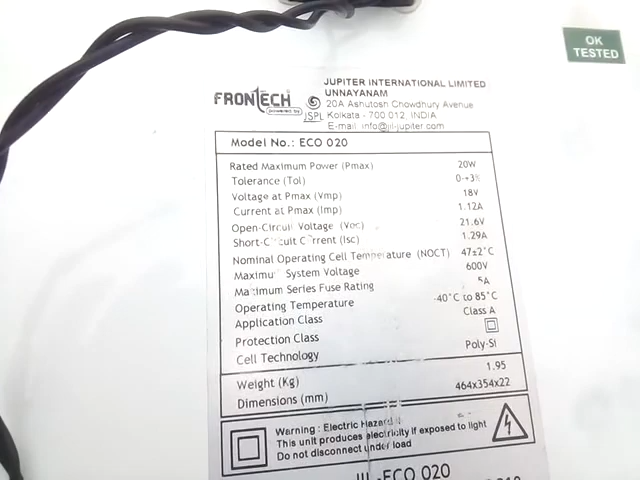 OK
TESTED
FRONTECH
powered by JSPL
JUPITER INTERNATIONAL LIMITED
UNNAYANAM
20A Ashutosh Chowdhury Avenue
Kolkata - 700 012, INDIA
E-mail: info@jil-jupiter.com
Model No.: ECO 020
Rated Maximum Power (Pmax) 20W
Tolerance (Tol) 0-+3%
Voltage at Pmax (Vmp) 18V
Current at Pmax (Imp) 1.12A
Open-Circuit Voltage (Voc) 21.6V
Short-Circuit Current (Isc) 1.29A
Nominal Operating Cell Temperature (NOCT) 47±2°C
Maximum System Voltage 600V
Maximum Series Fuse Rating 5A
Operating Temperature -40°C to 85°C
Application Class Class A
Protection Class
Cell Technology Poly-Si
Weight (Kg) 1.95
Dimensions (mm) 464x354x22
Warning : Electric Hazard
This unit produces electricity if exposed to light
Do not disconnect under load
ECO 020